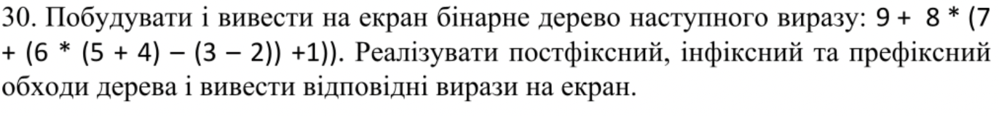 30. Побудувати і вивести на екран бінарне дерево наступного виразу: 9 + 8 * (7
+ (6 * (5 + 4) – (3 – 2)) +1)). Реалізувати постфіксний, інфіксний та префіксний
обходи дерева і вивести відповідні вирази на екран.